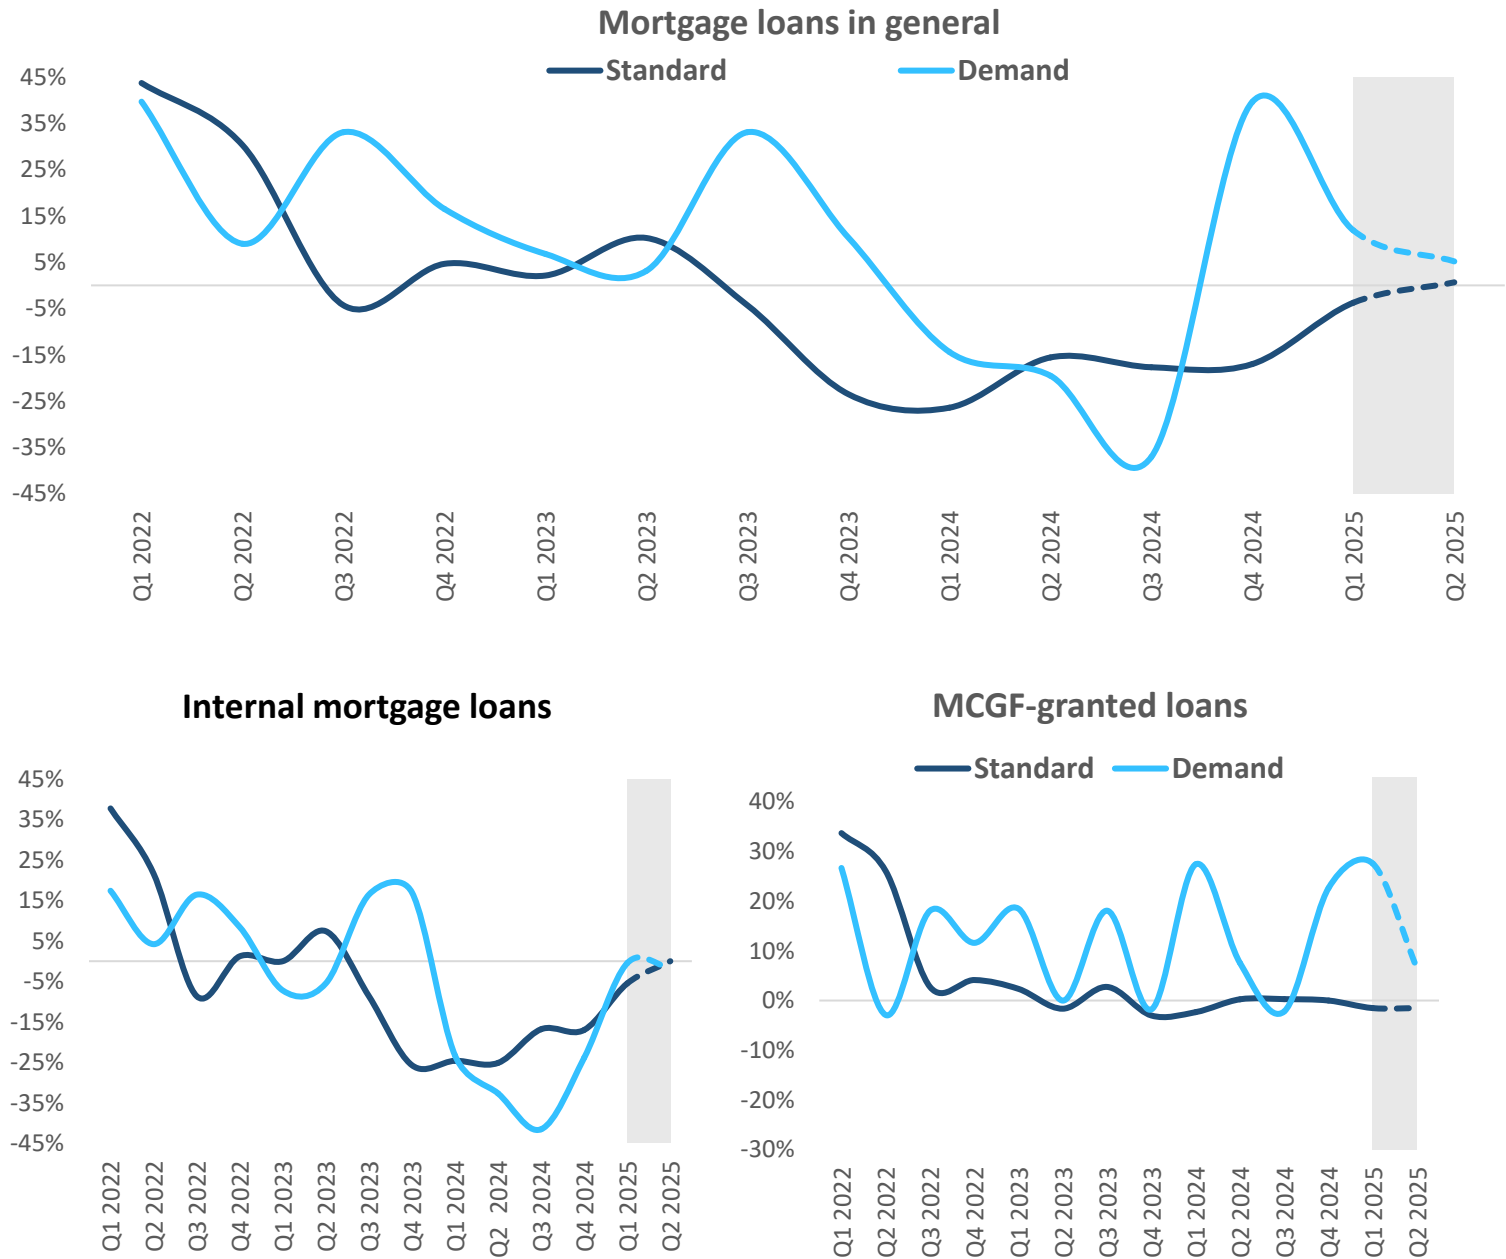 Mortgage loans in general
Standard Demand
45%
35%
25%
15%
5%
-5%
-15%
-25%
-35%
-45%
Q1 2022
Q2 2022
Q3 2022
Q4 2022
Q1 2023
Q2 2023
Q3 2023
Q4 2023
Q1 2024
Q2 2024
Q3 2024
Q4 2024
Q1 2025
Q2 2025
Internal mortgage loans
45%
35%
25%
15%
5%
-5%
-15%
-25%
-35%
-45%
Q1 2022
Q2 2022
Q3 2022
Q4 2022
Q1 2023
Q2 2023
Q3 2023
Q4 2023
Q1 2024
Q2 2024
Q3 2024
Q4 2024
Q1 2025
Q2 2025
MCGF-granted loans
Standard Demand
40%
30%
20%
10%
0%
-10%
-20%
-30%
Q1 2022
Q2 2022
Q3 2022
Q4 2022
Q1 2023
Q2 2023
Q3 2023
Q4 2023
Q1 2024
Q2 2024
Q3 2024
Q4 2024
Q1 2025
Q2 2025